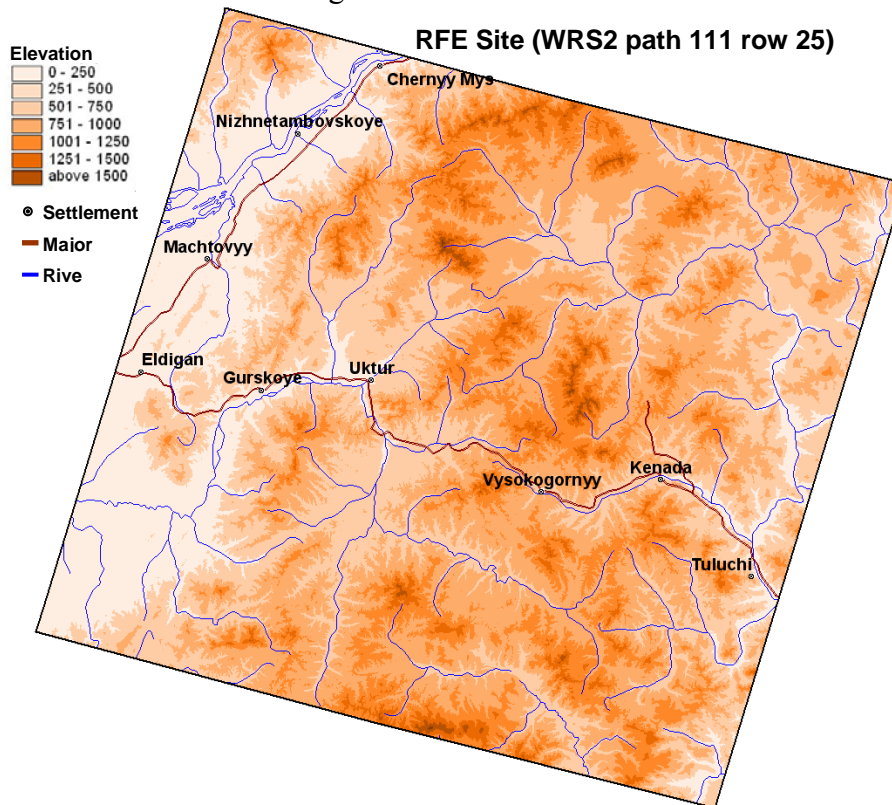 RFE Site (WRS2 path 111 row 25)
Elevation
0 - 250
251 - 500
501 - 750
751 - 1000
1001 - 1250
1251 - 1500
above 1500
Settlement
Major
Rive
Chernyy Mys
Nizhnetambovskoye
Machtovyy
Eldigan
Gurskoye
Uktur
Vysokogornyy
Kenada
Tuluchi